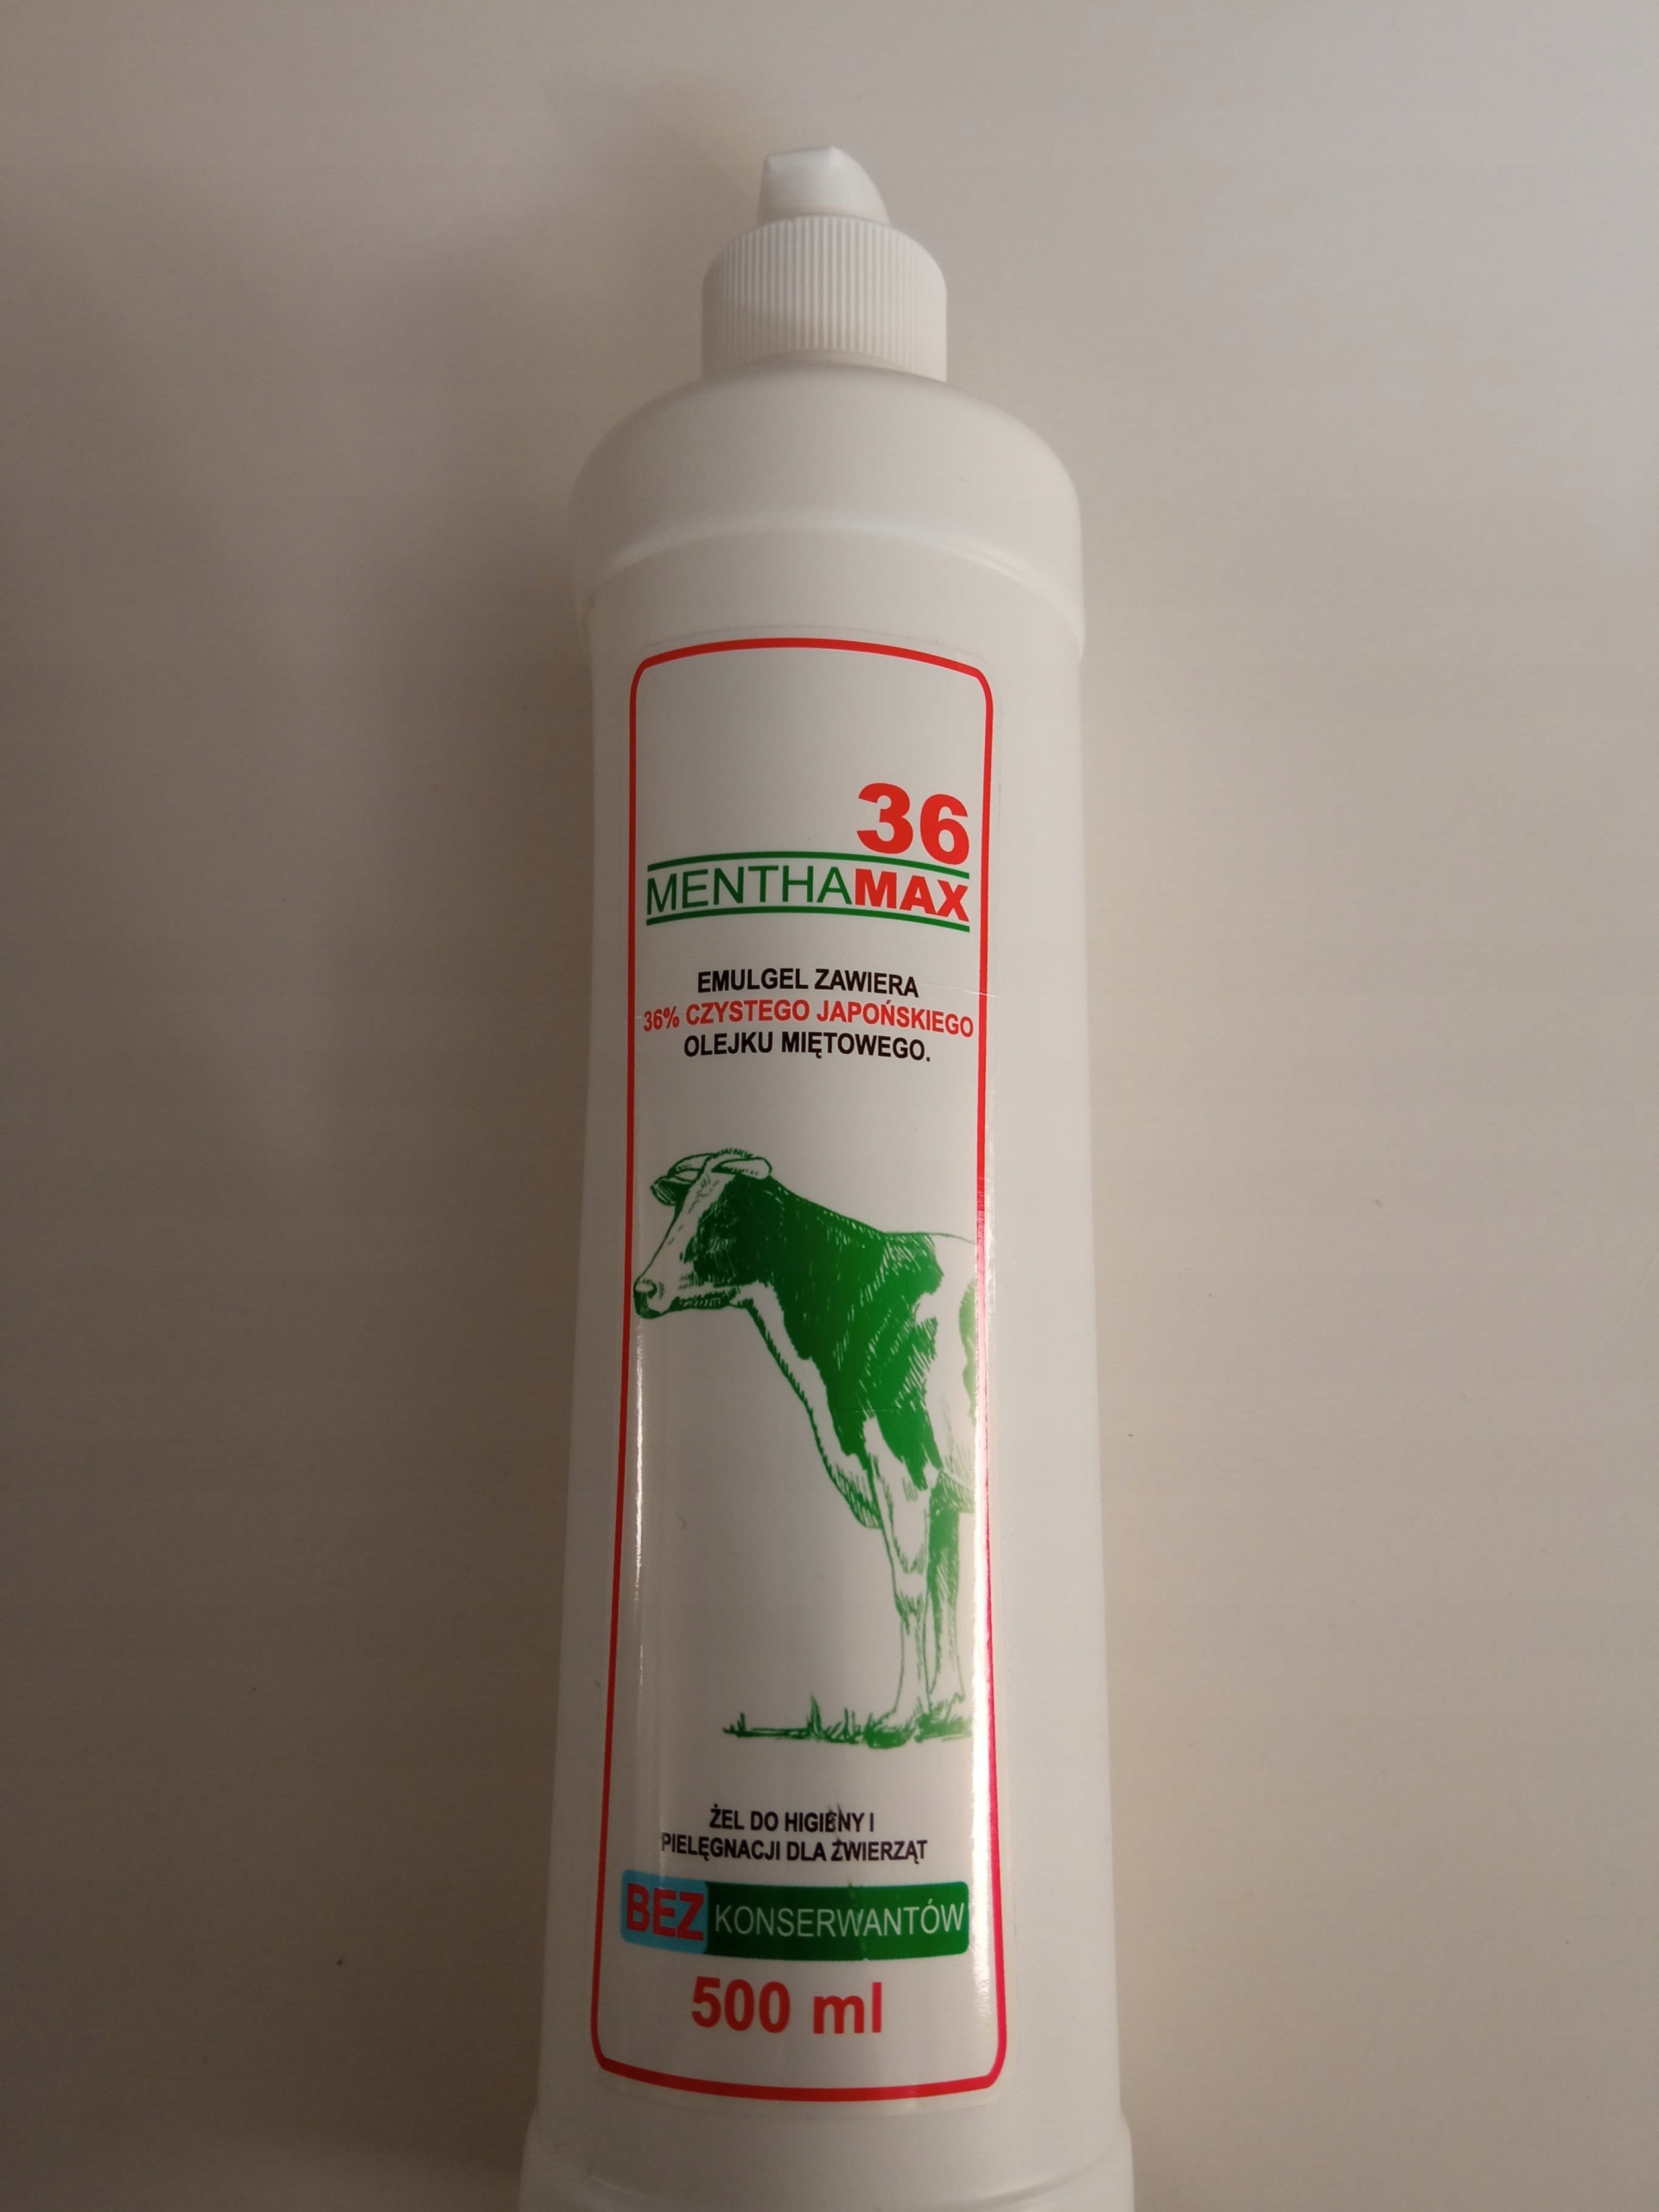 36
MENTHAMAX
EMULGEL ZAWIERA
36% CZYSTEGO JAPOŃSKIEGO
OLEJKU MIĘTOWEGO.
ŻEL DO HIGIENY I
PIELĘGNACJI DLA ZWIERZĄT
BEZ KONSERWANTÓW
500 ml